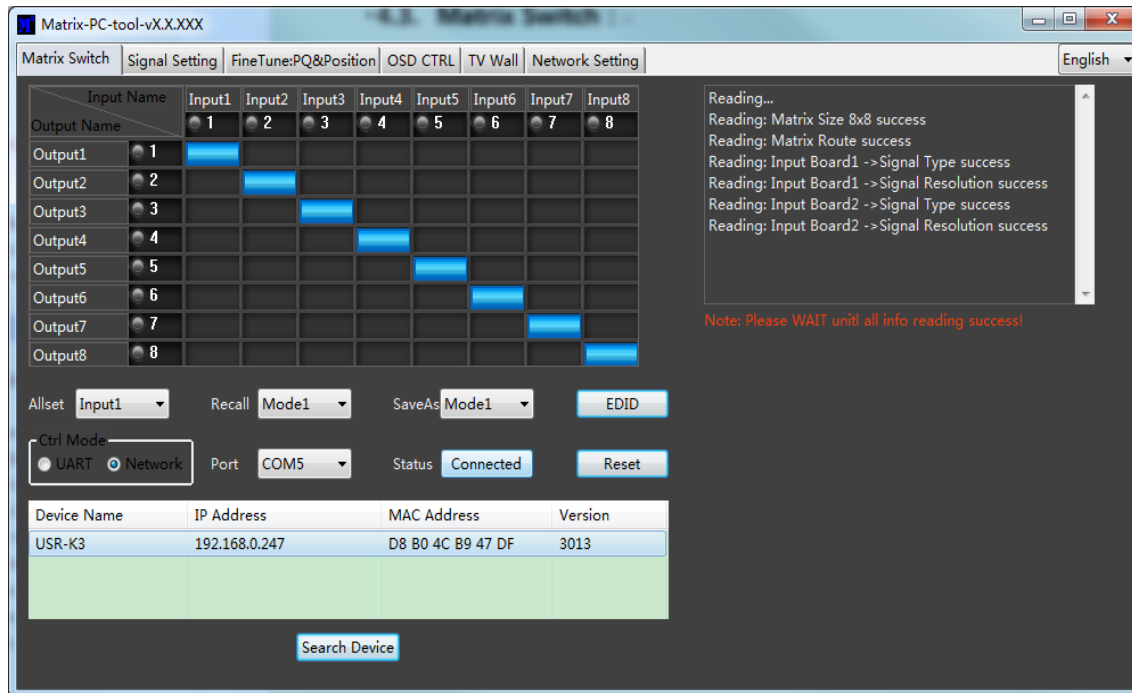 4.3. Matrix Switch :
Matrix-PC-tool-vX.X.XXX
Matrix Switch Signal Setting FineTune:PQ&Position OSD CTRL TV Wall Network Setting English
Input Name Input1 Input2 Input3 Input4 Input5 Input6 Input7 Input8
Output Name 1 2 3 4 5 6 7 8
Output1 1
Output2 2
Output3 3
Output4 4
Output5 5
Output6 6
Output7 7
Output8 8
Reading...
Reading: Matrix Size 8x8 success
Reading: Matrix Route success
Reading: Input Board1 ->Signal Type success
Reading: Input Board1 ->Signal Resolution success
Reading: Input Board2 ->Signal Type success
Reading: Input Board2 ->Signal Resolution success
Note: Please WAIT unitl all info reading success!
Allset Input1 Recall Mode1 SaveAs Mode1 EDID
Ctrl Mode
UART Network Port COM5 Status Connected Reset
Device Name IP Address MAC Address Version
USR-K3 192.168.0.247 D8 B0 4C B9 47 DF 3013
Search Device